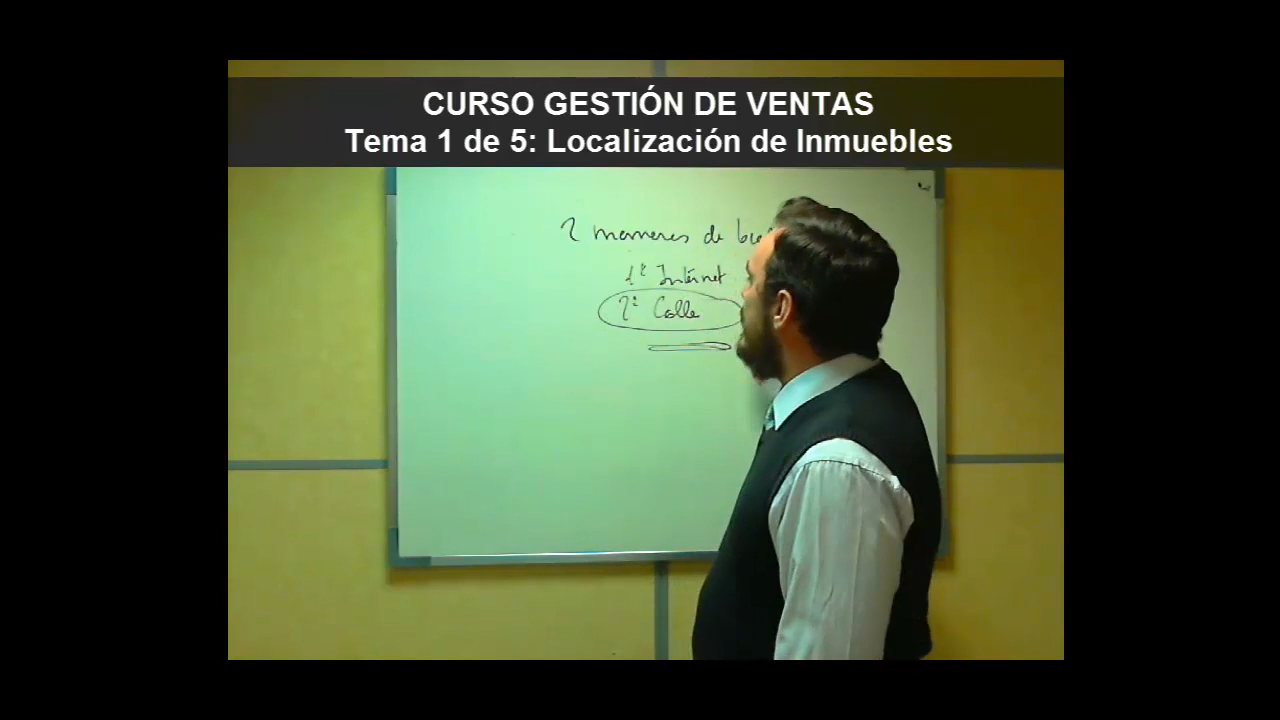 CURSO GESTIÓN DE VENTAS
Tema 1 de 5: Localización de Inmuebles
2 maneras de
1º Internet
2º Calle